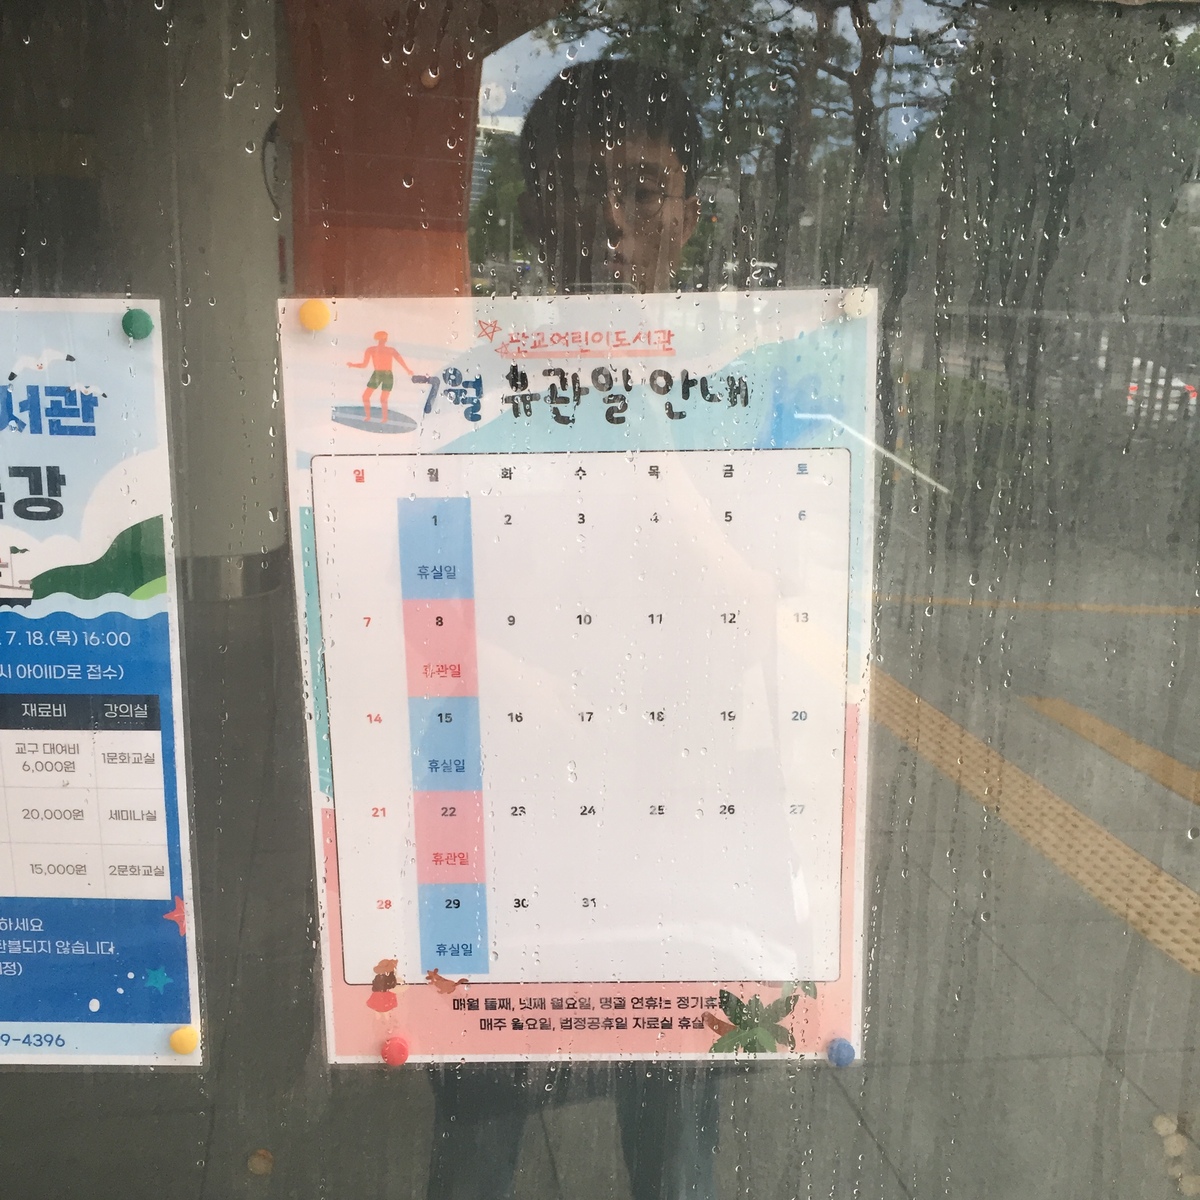 서관
강
7. 18.(목) 16:00
시 아이ID로 접수)
재료비 강의실
교구 대여비
6,000원 1문화교실
20,000원 세미나실
15,000원 2문화교실
하세요
환불되지 않습니다.
9-4396
판교어린이도서관
7월 휴관일 안내
일 월 화 수 목 금 토
1 2 3 4 5 6
휴실일
7 8 9 10 11 12 13
휴관일
14 15 16 17 18 19 20
휴실일
21 22 23 24 25 26 27
휴관일
28 29 30 31
휴실일
매월 둘째, 넷째 월요일, 명절 연휴는 정기휴
매주 월요일, 법정공휴일 자료실 휴실